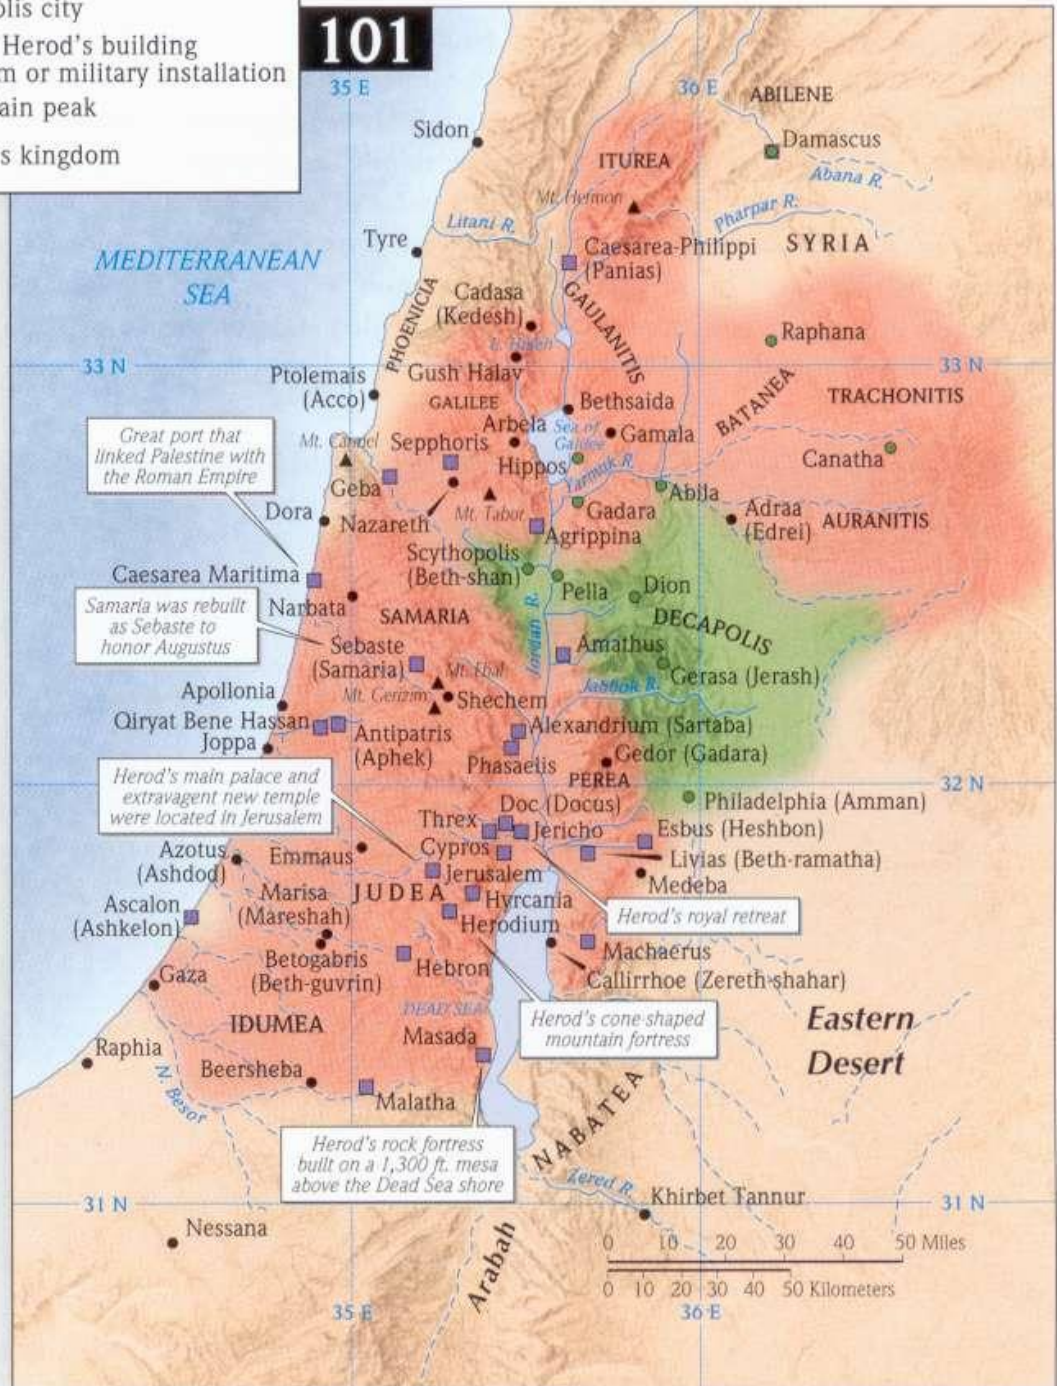 olis city
Herod's building
m or military installation
ain peak
s kingdom
101
35 E
36 E
ABILENE
Sidon
Damascus
ITUREA
Abana R.
Mt. Hermon
Litani R.
Pharpar R.
Tyre
SYRIA
MEDITERRANEAN
SEA
Caesarea-Philippi
(Panias)
PHOENICIA
Cadasa
(Kedesh)
GAULANITIS
Raphana
L. Huleh
33 N
33 N
Ptolemais
(Acco)
Gush Halav
GALILEE
Bethsaida
BATANEA
TRACHONITIS
Great port that
linked Palestine with
the Roman Empire
Mt. Carmel
Sepphoris
Arbela
Sea of
Galilee
Gamala
Hippos
Yarmuk R.
Canatha
Geba
Abila
Dora
Nazareth
Mt. Tabor
Gadara
Adraa
(Edrei)
AURANITIS
Agrippina
Scythopolis
(Beth-shan)
Caesarea Maritima
Pella
Dion
Samaria was rebuilt
as Sebaste to
honor Augustus
Narbata
SAMARIA
Jordan R.
DECAPOLIS
Sebaste
(Samaria)
Amathus
Mt. Ebal
Gerasa (Jerash)
Mt. Gerizim
Shechem
Jabbok R.
Apollonia
Qiryat Bene Hassan
Joppa
Antipatris
(Aphek)
Alexandrium (Sartaba)
Phasaelis
Gedor (Gadara)
PEREA
32 N
Herod's main palace and
extravagent new temple
were located in Jerusalem
Doc (Docus)
Philadelphia (Amman)
Threx
Jericho
Esbus (Heshbon)
Cypros
Livias (Beth-ramatha)
Azotus
(Ashdod)
Emmaus
Jerusalem
Medeba
Marisa
(Mareshah)
JUDEA
Hyrcania
Herod's royal retreat
Ascalon
(Ashkelon)
Herodium
Machaerus
Betogabris
(Beth-guvrin)
Hebron
Callirrhoe (Zereth-shahar)
Gaza
DEAD SEA
Herod's cone-shaped
mountain fortress
Eastern
Desert
IDUMEA
Masada
Raphia
Beersheba
N. Besor
Malatha
NABATEA
Herod's rock fortress
built on a 1,300 ft. mesa
above the Dead Sea shore
Zered R.
Khirbet Tannur
31 N
31 N
Nessana
Arabah
0 10 20 30 40 50 Miles
0 10 20 30 40 50 Kilometers
35 E
36 E